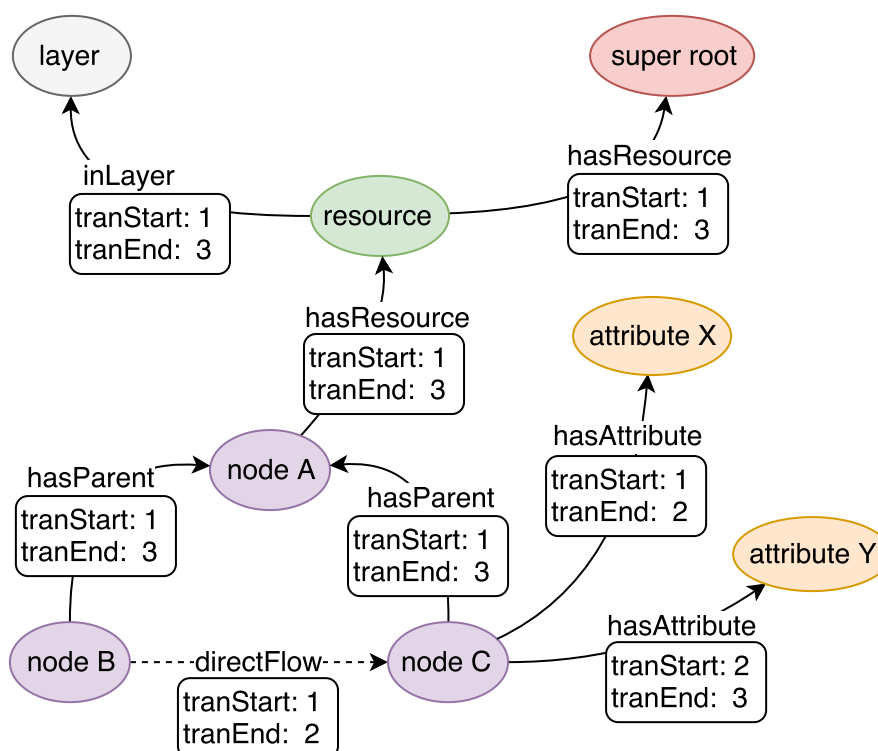 layer
super root
inLayer
tranStart: 1
tranEnd: 3
resource
hasResource
tranStart: 1
tranEnd: 3
hasResource
tranStart: 1
tranEnd: 3
attribute X
node A
hasAttribute
tranStart: 1
tranEnd: 2
hasParent
tranStart: 1
tranEnd: 3
hasParent
tranStart: 1
tranEnd: 3
attribute Y
node B
directFlow
tranStart: 1
tranEnd: 2
node C
hasAttribute
tranStart: 2
tranEnd: 3